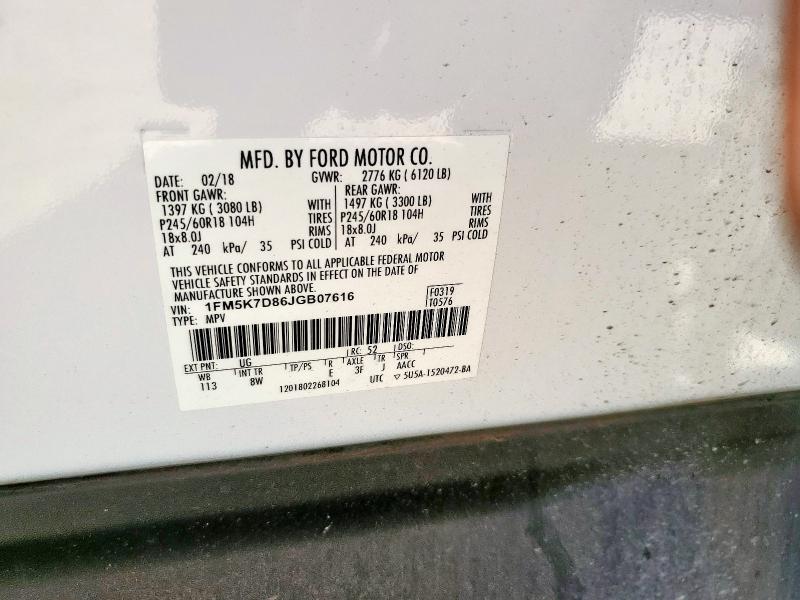 MFD. BY FORD MOTOR CO.
DATE: 02/18 GVWR: 2776 KG ( 6120 LB)
FRONT GAWR: REAR GAWR:
1397 KG ( 3080 LB) WITH 1497 KG ( 3300 LB) WITH
P245/60R18 104H TIRES P245/60R18 104H TIRES
18x8.0J RIMS 18x8.0J RIMS
AT 240 kPa/ 35 PSI COLD AT 240 kPa/ 35 PSI COLD
THIS VEHICLE CONFORMS TO ALL APPLICABLE FEDERAL MOTOR
VEHICLE SAFETY STANDARDS IN EFFECT ON THE DATE OF
MANUFACTURE SHOWN ABOVE.
VIN: 1FM5K7D86JGB07616 F0319
TYPE: MPV T0576
EXT PNT: UG RC: 52 DSO:
WB INT TR TP/PS R AXLE TR SPR
113 8W E 3F J AACC
1201802268104 UTC ▽ 5U5A-1520472-BA